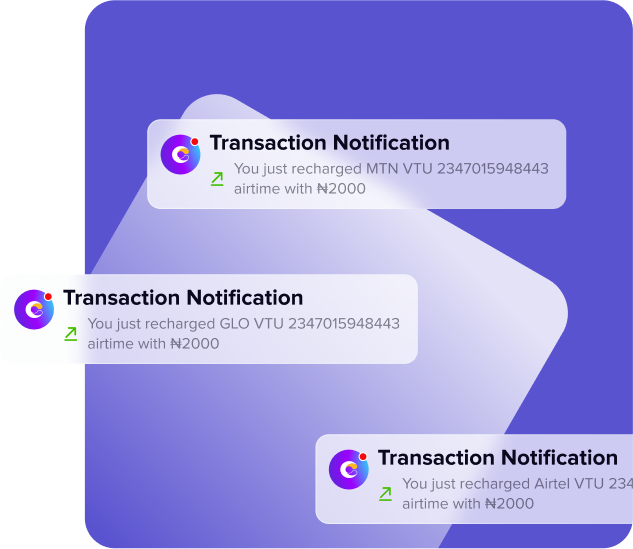 Transaction Notification
You just recharged MTN VTU 2347015948443
airtime with ₦2000
Transaction Notification
You just recharged GLO VTU 2347015948443
airtime with ₦2000
Transaction Notification
You just recharged Airtel VTU 234
airtime with ₦2000